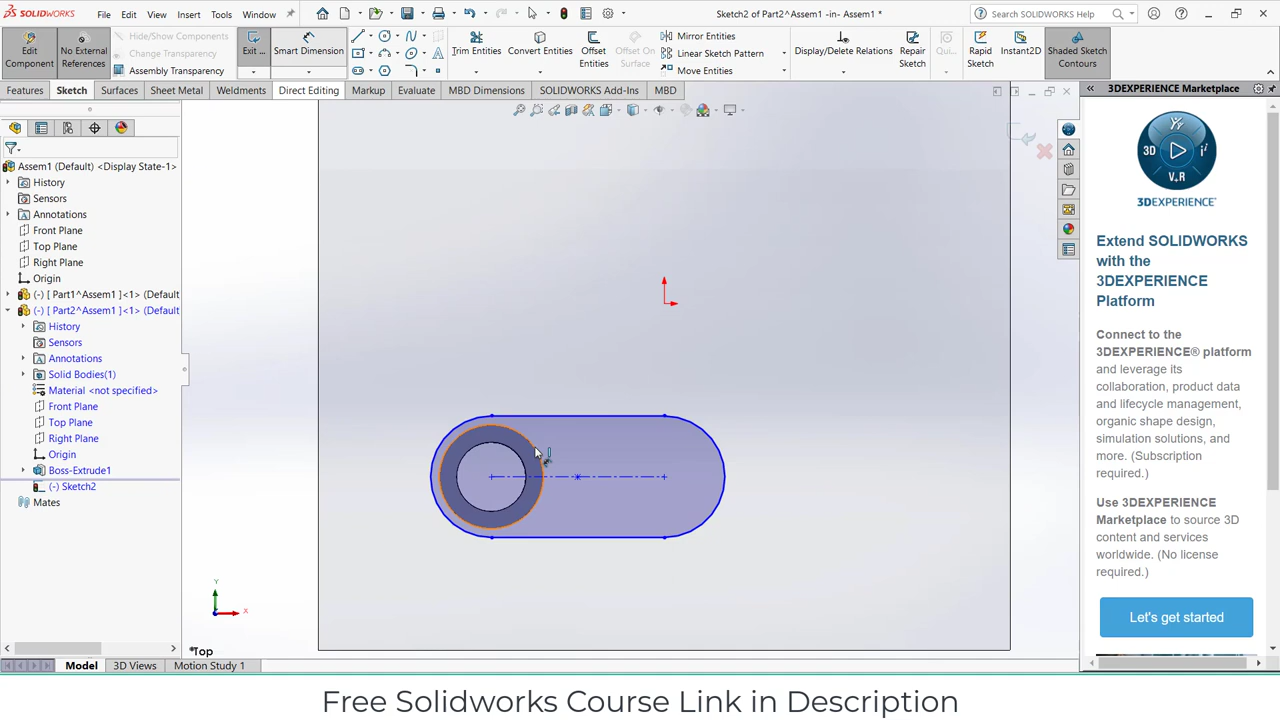 SOLIDWORKS File Edit View Insert Tools Window Sketch2 of Part2^Assem1 -in- Assem1 * Search SOLIDWORKS Help
Edit Component
No External References
Hide/Show Components
Change Transparency
Assembly Transparency
Exit ...
Smart Dimension
Trim Entities
Convert Entities
Offset Entities
Offset On Surface
Mirror Entities
Linear Sketch Pattern
Move Entities
Display/Delete Relations
Repair Sketch
Qui...
Rapid Sketch
Instant2D
Shaded Sketch Contours
Features Sketch Surfaces Sheet Metal Weldments Direct Editing Markup Evaluate MBD Dimensions SOLIDWORKS Add-Ins MBD
3DEXPERIENCE Marketplace
Assem1 (Default) <Display State-1>
History
Sensors
Annotations
Front Plane
Top Plane
Right Plane
Origin
(-) [ Part1^Assem1 ]<1> (Default
(-) [ Part2^Assem1 ]<1> (Default
History
Sensors
Annotations
Solid Bodies(1)
Material <not specified>
Front Plane
Top Plane
Right Plane
Origin
Boss-Extrude1
(-) Sketch2
Mates
Y
X
*Top
3D
V.R
3DEXPERIENCE
Extend SOLIDWORKS
with the
3DEXPERIENCE
Platform
Connect to the
3DEXPERIENCE® platform
and leverage its
collaboration, product data
and lifecycle management,
organic shape design,
simulation solutions, and
more. (Subscription
required.)
Use 3DEXPERIENCE
Marketplace to source 3D
content and services
worldwide. (No license
required.)
Let's get started
Model 3D Views Motion Study 1
Free Solidworks Course Link in Description